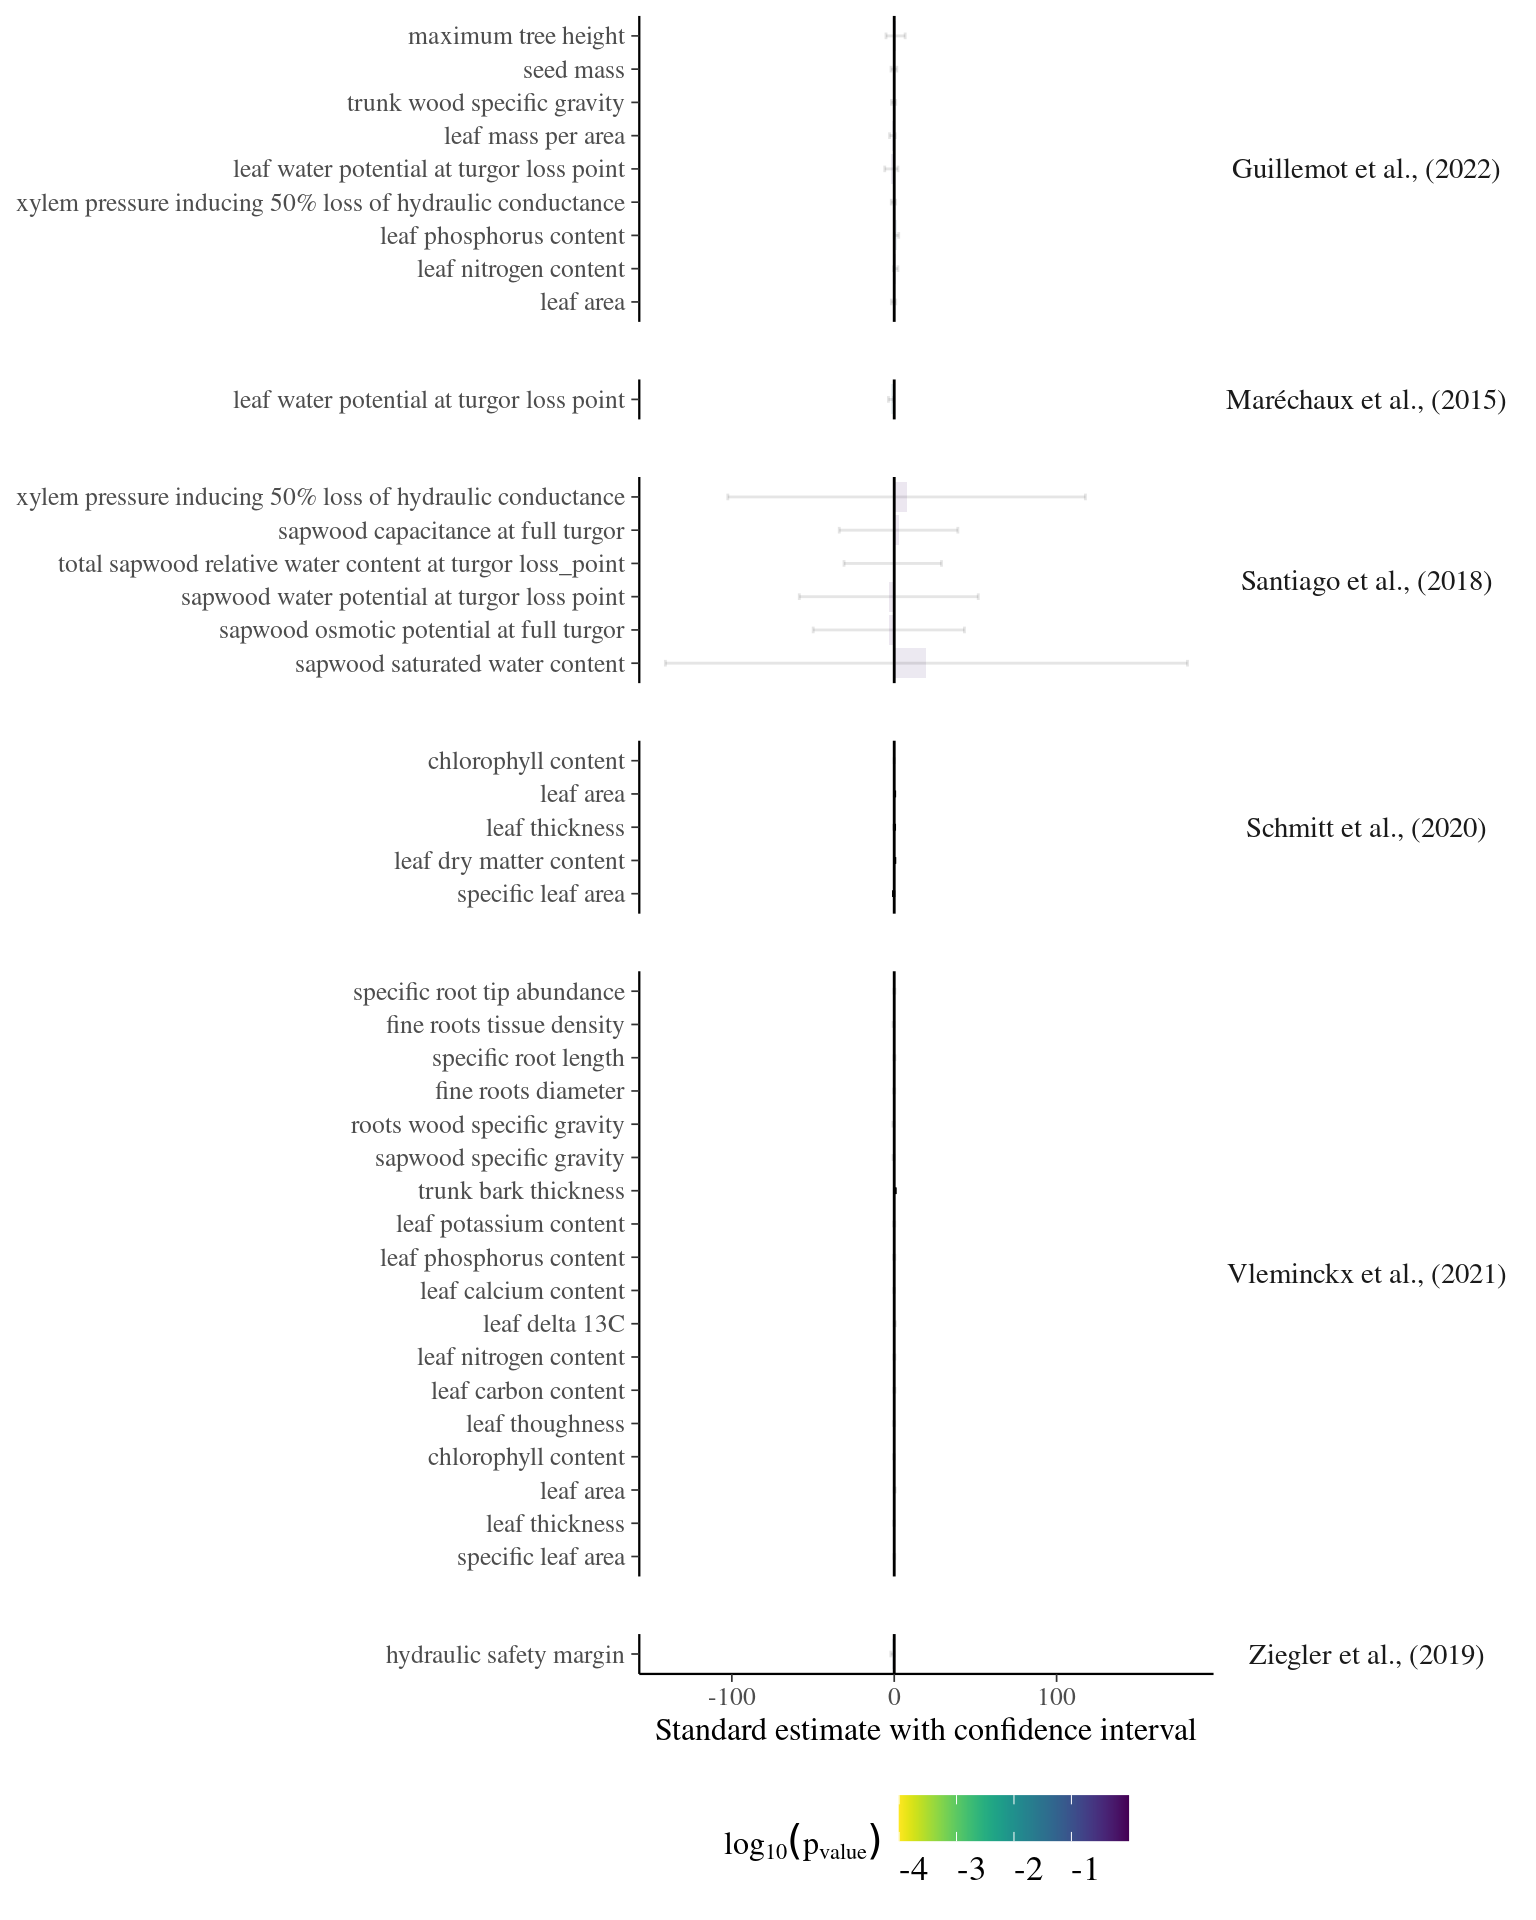 maximum tree height
seed mass
trunk wood specific gravity
leaf mass per area
leaf water potential at turgor loss point
xylem pressure inducing 50% loss of hydraulic conductance
leaf phosphorus content
leaf nitrogen content
leaf area
Guillemot et al., (2022)
leaf water potential at turgor loss point
Maréchaux et al., (2015)
xylem pressure inducing 50% loss of hydraulic conductance
sapwood capacitance at full turgor
total sapwood relative water content at turgor loss_point
sapwood water potential at turgor loss point
sapwood osmotic potential at full turgor
sapwood saturated water content
Santiago et al., (2018)
chlorophyll content
leaf area
leaf thickness
leaf dry matter content
specific leaf area
Schmitt et al., (2020)
specific root tip abundance
fine roots tissue density
specific root length
fine roots diameter
roots wood specific gravity
sapwood specific gravity
trunk bark thickness
leaf potassium content
leaf phosphorus content
leaf calcium content
leaf delta 13C
leaf nitrogen content
leaf carbon content
leaf thoughness
chlorophyll content
leaf area
leaf thickness
specific leaf area
Vleminckx et al., (2021)
hydraulic safety margin
Ziegler et al., (2019)
-100 0 100
Standard estimate with confidence interval
log10(pvalue)
-4 -3 -2 -1